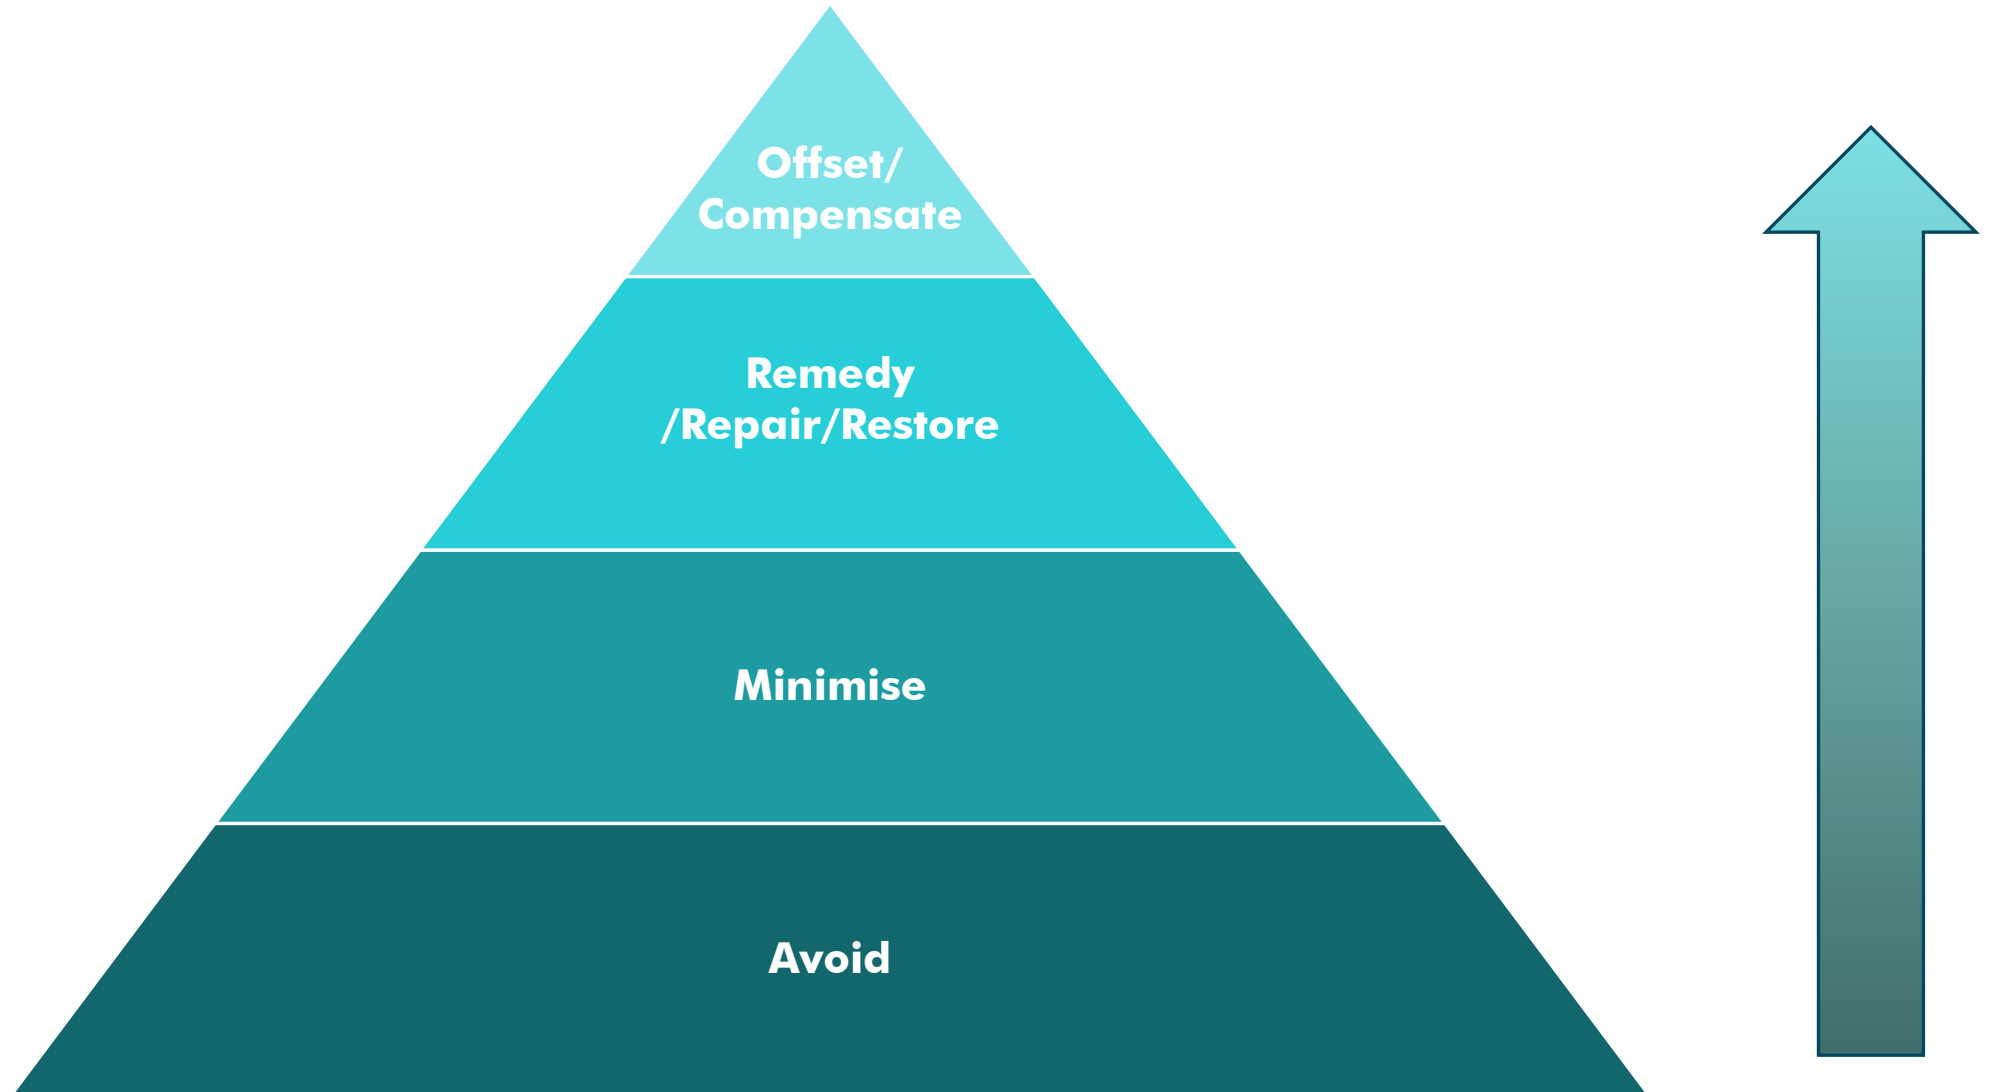 Offset/
Compensate
Remedy
/Repair/Restore
Minimise
Avoid